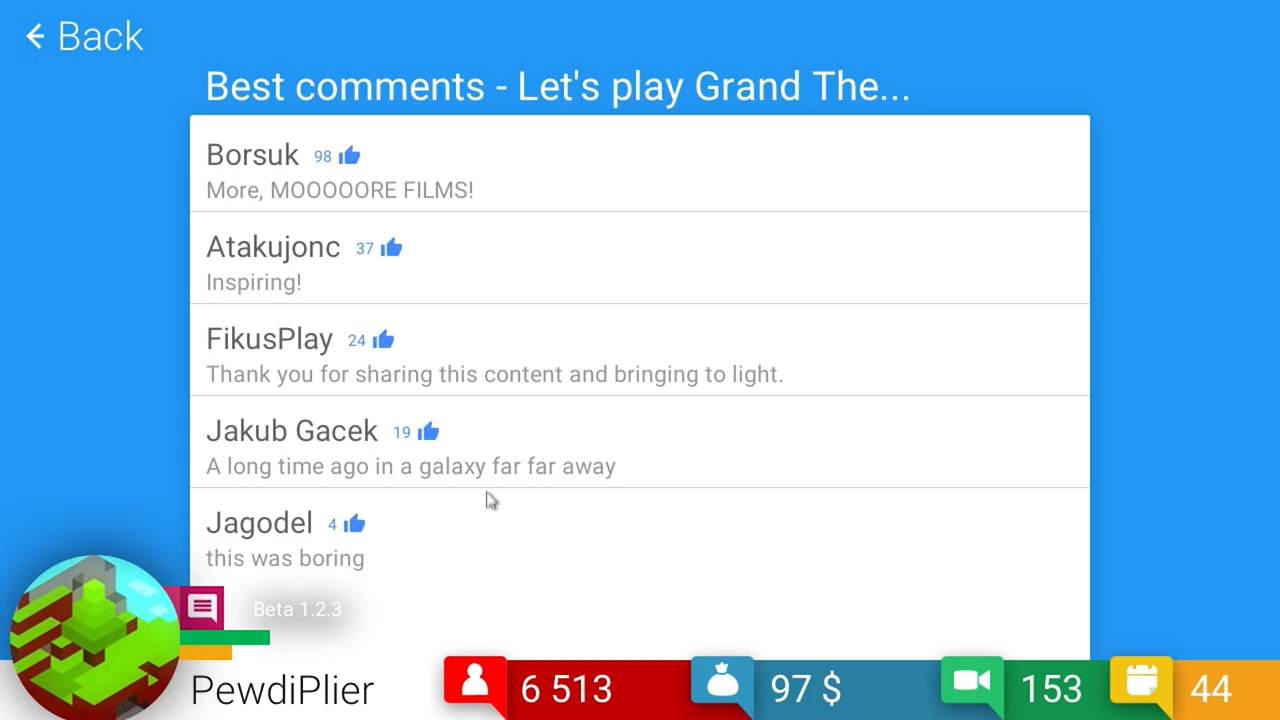 Back
Best comments - Let's play Grand The...
Borsuk 98
More, MOOOOORE FILMS!
Atakujonc 37
Inspiring!
FikusPlay 24
Thank you for sharing this content and bringing to light.
Jakub Gacek 19
A long time ago in a galaxy far far away
Jagodel 4
this was boring
Beta 1.2.3
PewdiPlier 6 513 97 $ 153 44